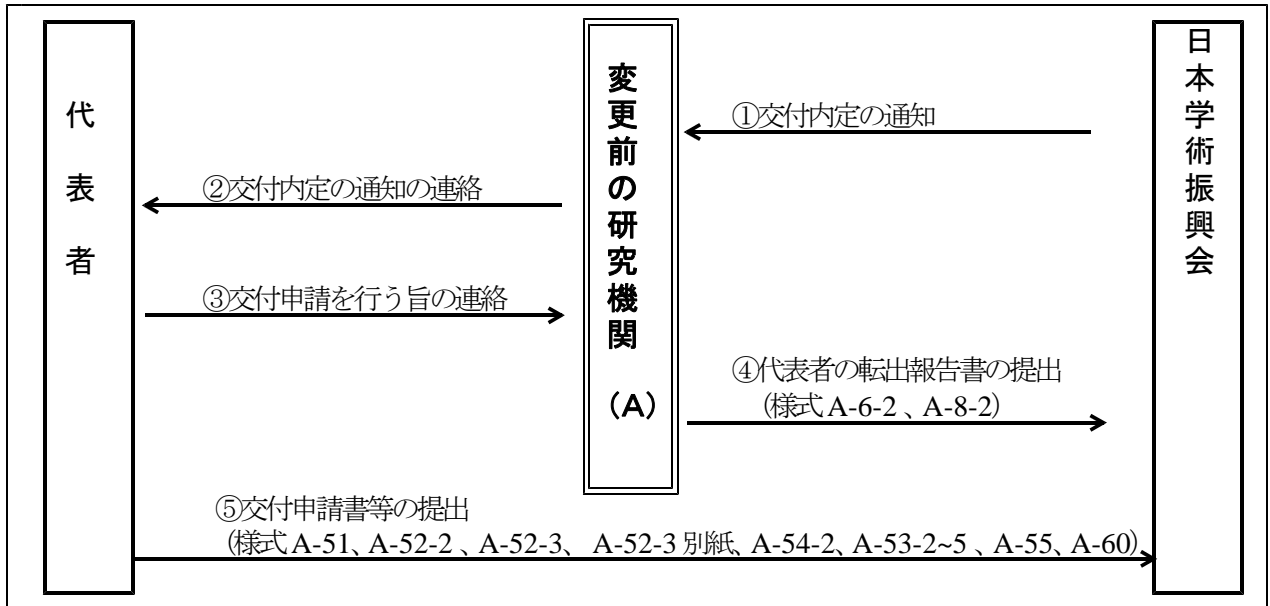 代表者
変更前の研究機関（A）
日本学術振興会
①交付内定の通知
②交付内定の通知の連絡
③交付申請を行う旨の連絡
④代表者の転出報告書の提出
（様式 A-6-2 、A-8-2）
⑤交付申請書等の提出
（様式 A-51、A-52-2 、A-52-3、 A-52-3 別紙、A-54-2、A-53-2~5 、A-55、A-60）